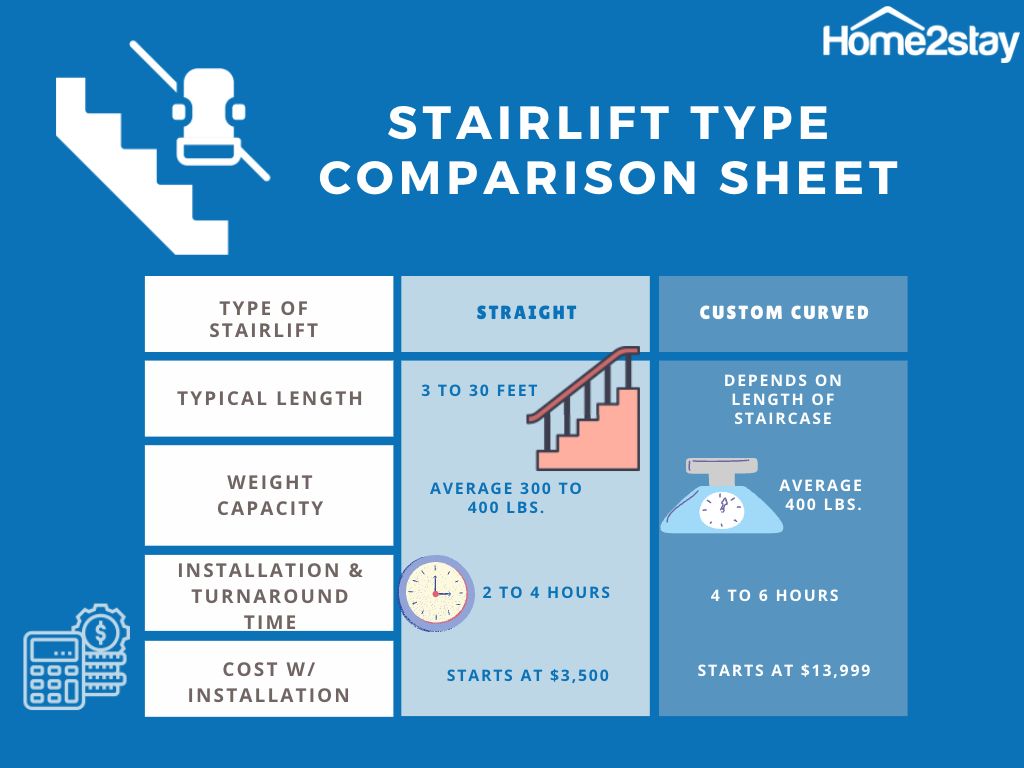 Home2stay
STAIRLIFT TYPE
COMPARISON SHEET
TYPE OF
STAIRLIFT
STRAIGHT
CUSTOM CURVED
TYPICAL LENGTH
3 TO 30 FEET
DEPENDS ON
LENGTH OF
STAIRCASE
WEIGHT
CAPACITY
AVERAGE 300 TO
400 LBS.
AVERAGE
400 LBS.
INSTALLATION &
TURNAROUND
TIME
2 TO 4 HOURS
4 TO 6 HOURS
COST W/
INSTALLATION
STARTS AT $3,500
STARTS AT $13,999
$